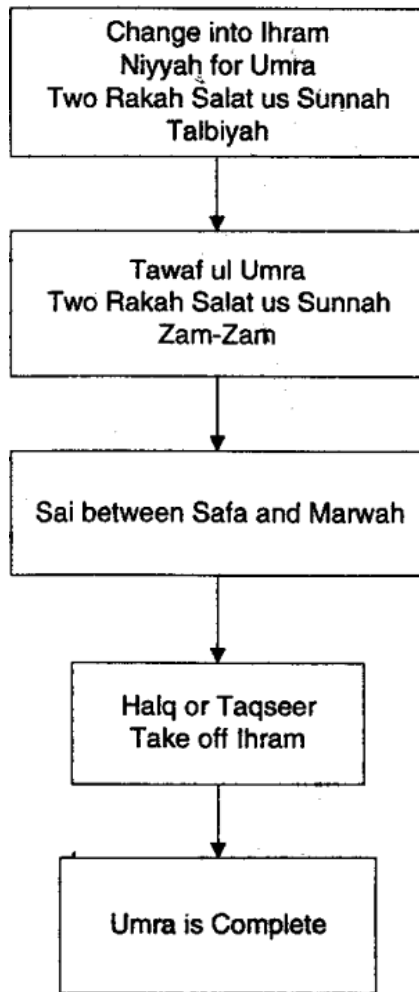 Change into Ihram
Niyyah for Umra
Two Rakah Salat us Sunnah
Talbiyah
Tawaf ul Umra
Two Rakah Salat us Sunnah
Zam-Zam
Sai between Safa and Marwah
Halq or Taqseer
Take off Ihram
Umra is Complete